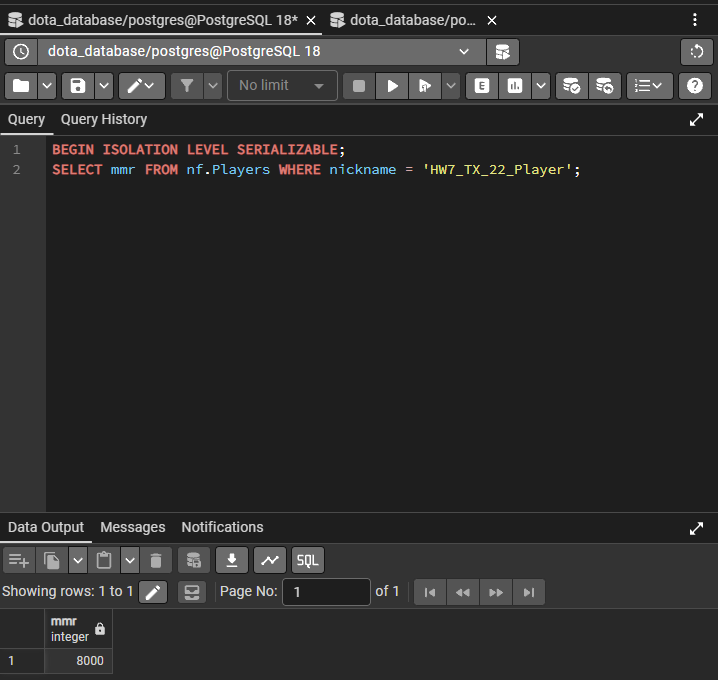 dota_database/postgres@PostgreSQL 18* dota_database/po...
dota_database/postgres@PostgreSQL 18
No limit
E
Query Query History
1 BEGIN ISOLATION LEVEL SERIALIZABLE;
2 SELECT mmr FROM nf.Players WHERE nickname = 'HW7_TX_22_Player';
Data Output Messages Notifications
SQL
Showing rows: 1 to 1 Page No: 1 of 1
mmr
integer
1 8000